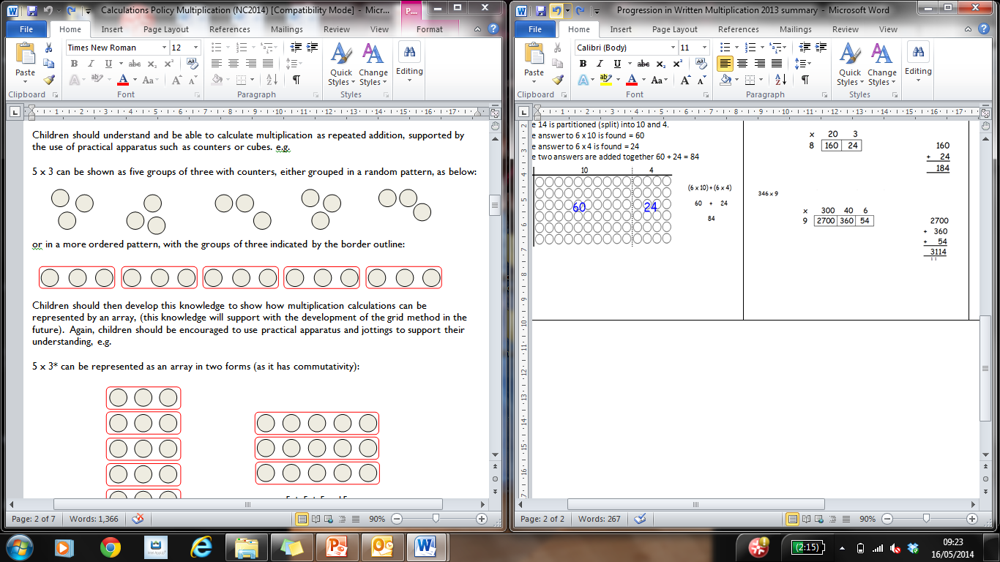 Calculations Policy Multiplication (NC2014) [Compatibility Mode] - Micr...
P...
File
Home
Insert
Page Layout
References
Mailings
Review
View
Format
Paste
Times New Roman
12
Quick Styles
Change Styles
Editing
Clipboard
Font
Paragraph
Styles
Children should understand and be able to calculate multiplication as repeated addition, supported by
the use of practical apparatus such as counters or cubes. e.g.
5 x 3 can be shown as five groups of three with counters, either grouped in a random pattern, as below:
or in a more ordered pattern, with the groups of three indicated by the border outline:
Children should then develop this knowledge to show how multiplication calculations can be
represented by an array, (this knowledge will support with the development of the grid method in the
future). Again, children should be encouraged to use practical apparatus and jottings to support their
understanding, e.g.
5 x 3* can be represented as an array in two forms (as it has commutativity):
Page: 2 of 7
Words: 1,366
90%
Progression in Written Multiplication 2013 summary - Microsoft Word
File
Home
Insert
Page Layout
References
Mailings
Review
View
Paste
Calibri (Body)
11
Quick Styles
Change Styles
Editing
Clipboard
Font
Paragraph
Styles
e 14 is partitioned (split) into 10 and 4.
e answer to 6 x 10 is found = 60
e answer to 6 x 4 is found = 24
e two answers are added together 60 + 24 = 84
10 4
60 24
(6 x 10) + (6 x 4)
60 + 24
84
x 20 3
8 160 24
160
+ 24
184
346 x 9
x 300 40 6
9 2700 360 54
2700
+ 360
+ 54
3114
1 1
Page: 2 of 2
Words: 267
90%
(2:15)
09:23
16/05/2014